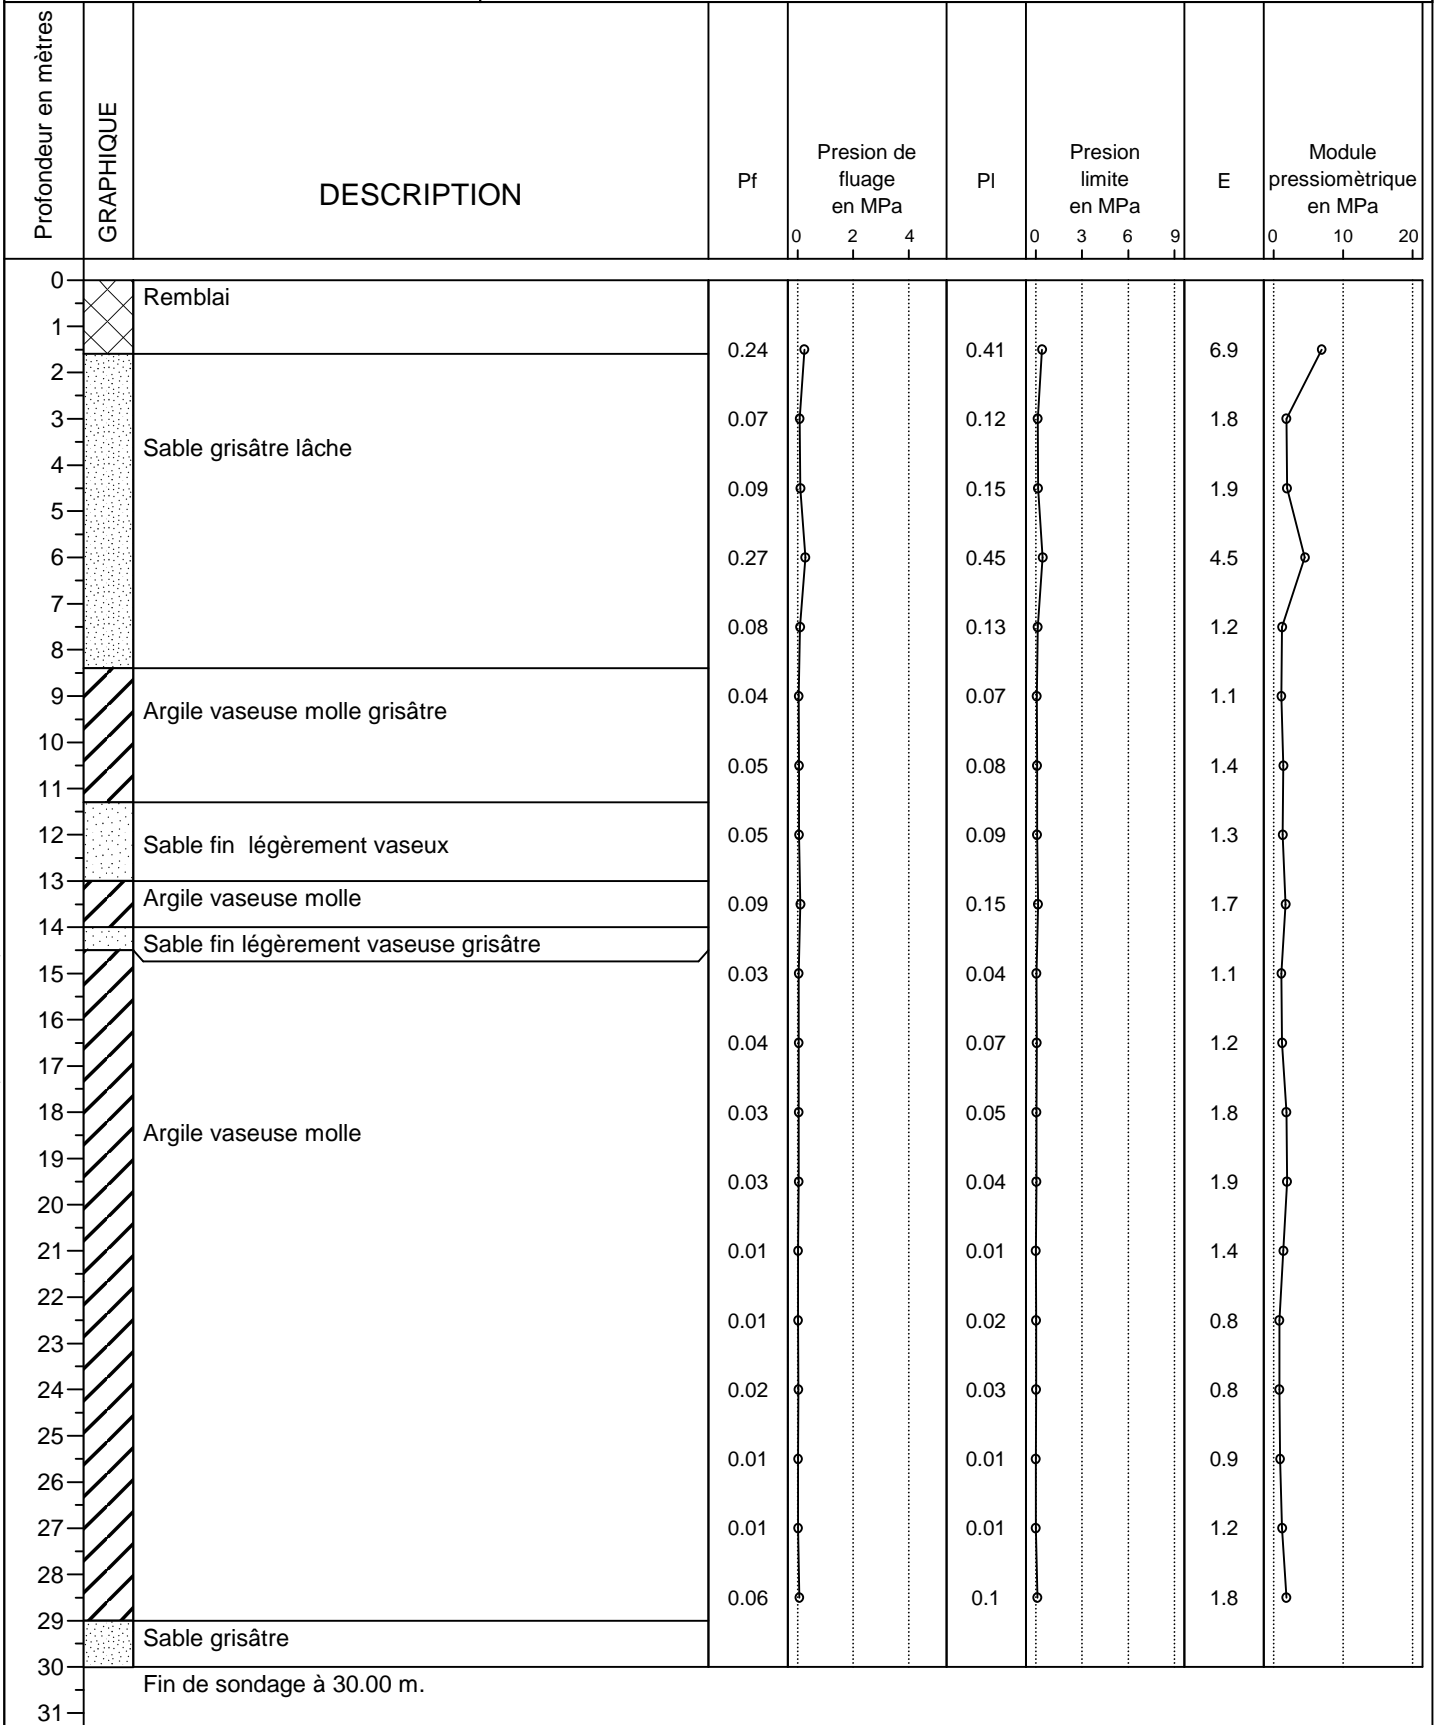 Profondeur en mètres
GRAPHIQUE
DESCRIPTION
Pf
Presion de
fluage
en MPa
0 2 4
Pl
Presion
limite
en MPa
0 3 6 9
E
Module
pressiomètrique
en MPa
0 10 20
0
Remblai
1
0.24 0.41 6.9
2
3 0.07 0.12 1.8
Sable grisâtre lâche
4
0.09 0.15 1.9
5
6 0.27 0.45 4.5
7
0.08 0.13 1.2
8
9 0.04 0.07 1.1
Argile vaseuse molle grisâtre
10
0.05 0.08 1.4
11
12 0.05 0.09 1.3
Sable fin légèrement vaseux
13
Argile vaseuse molle 0.09 0.15 1.7
14
Sable fin légèrement vaseuse grisâtre
15 0.03 0.04 1.1
16
0.04 0.07 1.2
17
18 0.03 0.05 1.8
Argile vaseuse molle
19
0.03 0.04 1.9
20
21 0.01 0.01 1.4
22
0.01 0.02 0.8
23
24 0.02 0.03 0.8
25
0.01 0.01 0.9
26
27 0.01 0.01 1.2
28
0.06 0.1 1.8
29
Sable grisâtre
30
Fin de sondage à 30.00 m.
31